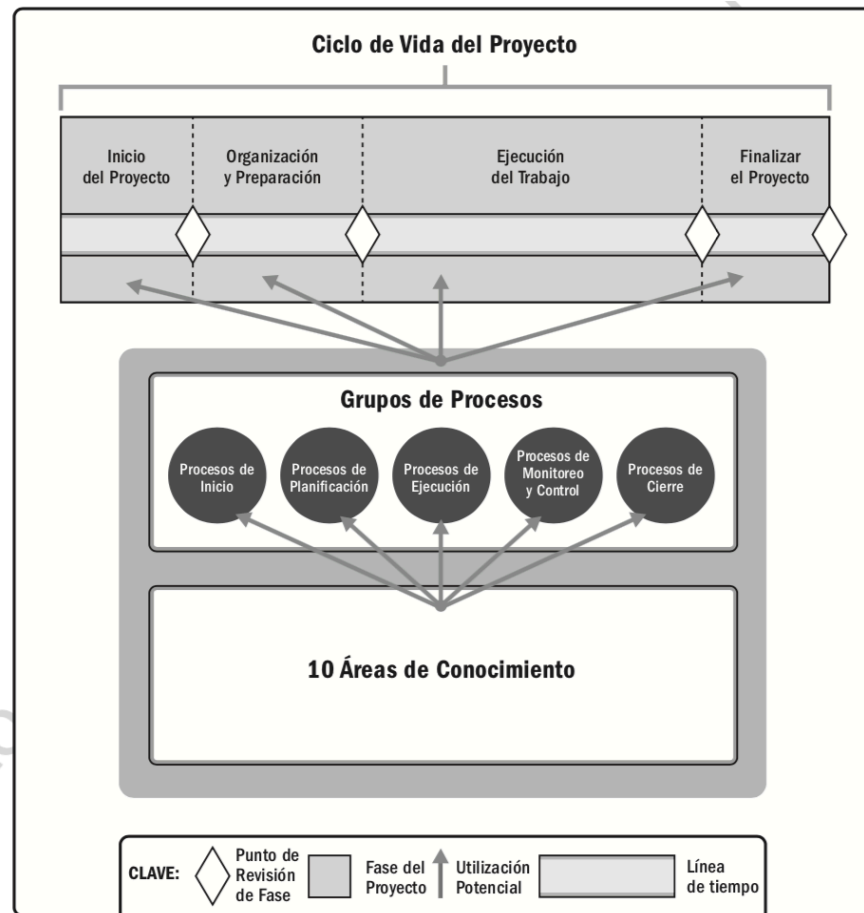 Ciclo de Vida del Proyecto
Inicio
del Proyecto
Organización
y Preparación
Ejecución
del Trabajo
Finalizar
el Proyecto
Grupos de Procesos
Procesos de
Inicio
Procesos de
Planificación
Procesos de
Ejecución
Procesos de
Monitoreo
y Control
Procesos de
Cierre
10 Áreas de Conocimiento
CLAVE:
Punto de
Revisión
de Fase
Fase del
Proyecto
Utilización
Potencial
Línea
de tiempo